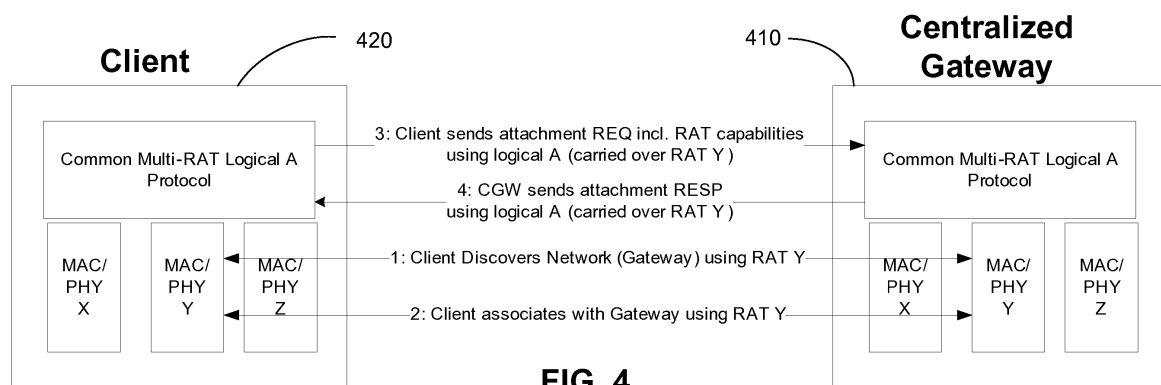 Client
420
410
Centralized
Gateway
Common Multi-RAT Logical A
Protocol
3: Client sends attachment REQ incl. RAT capabilities
using logical A (carried over RAT Y )
4: CGW sends attachment RESP
using logical A (carried over RAT Y )
Common Multi-RAT Logical A
Protocol
MAC/
PHY
X
MAC/
PHY
Y
MAC/
PHY
Z
1: Client Discovers Network (Gateway) using RAT Y
2: Client associates with Gateway using RAT Y
MAC/
PHY
X
MAC/
PHY
Y
MAC/
PHY
Z
FIG. 4